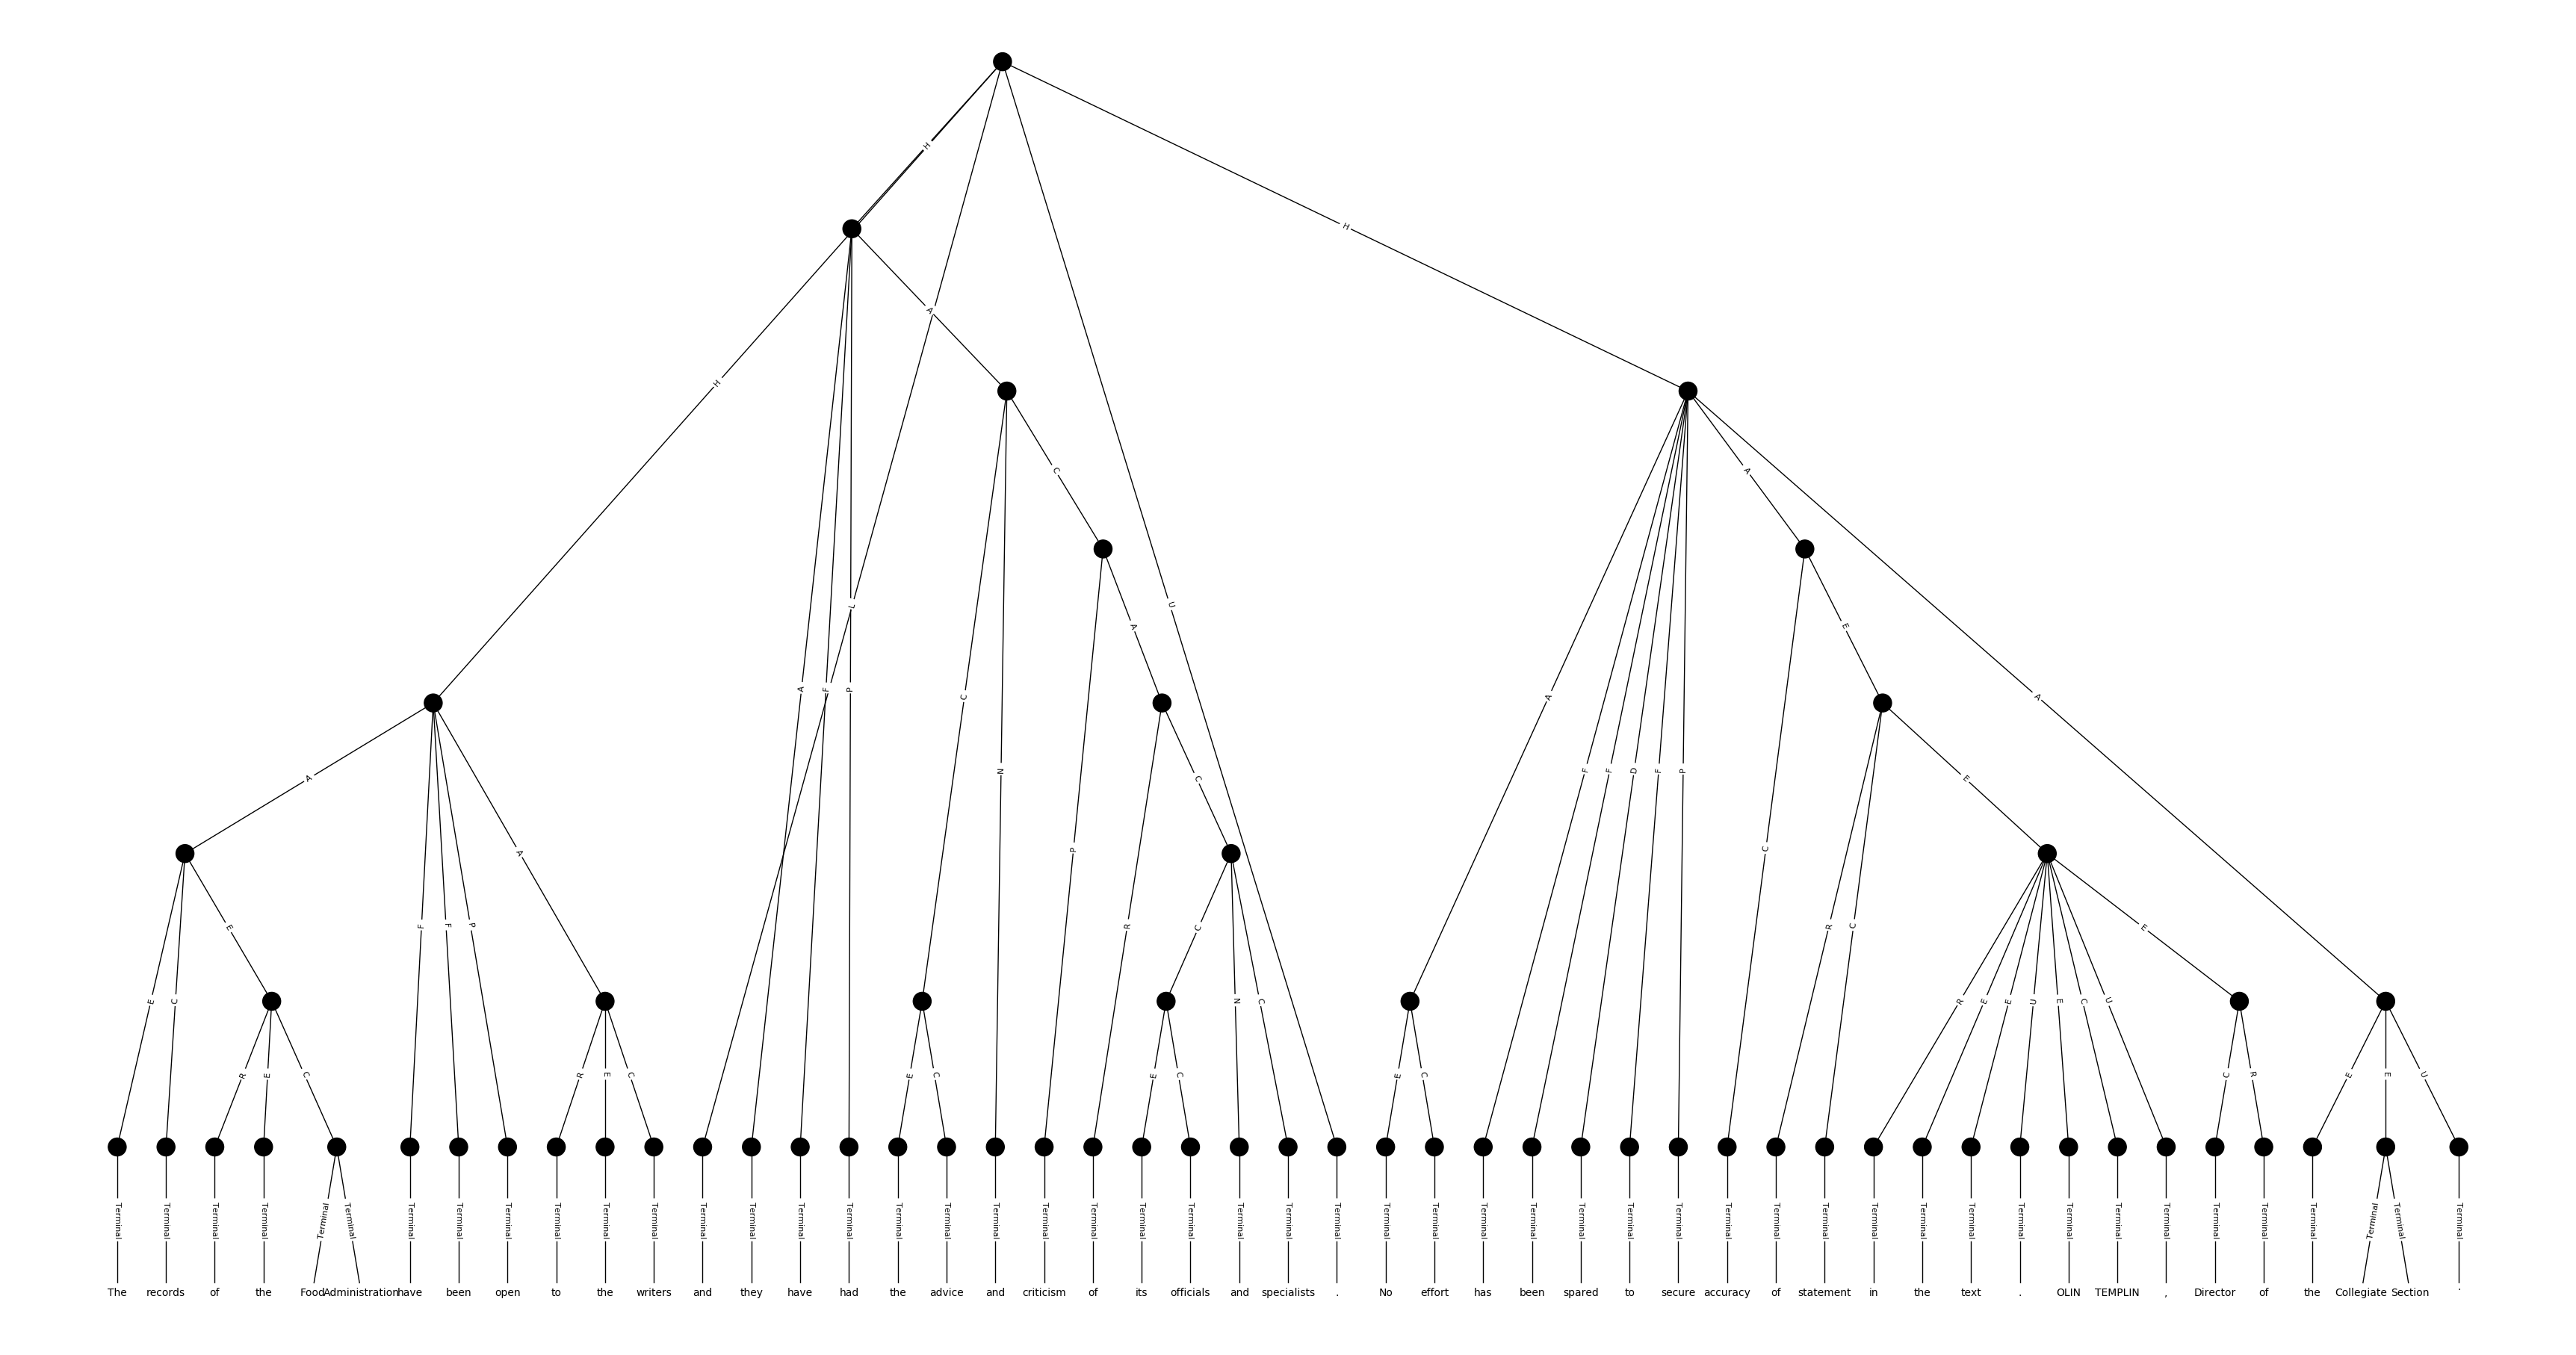 H
H
A
H
C
A
A
E
A
L
U
A
F
P
C
A
A
N
F
F
D
F
P
C
E
A
P
C
E
F
F
P
R
R
C
E
E
C
N
C
R
E
E
U
E
C
U
R
E
C
R
E
C
E
C
E
C
E
C
C
R
E
E
U
Terminal Terminal Terminal Terminal Terminal Terminal Terminal Terminal Terminal Terminal Terminal Terminal Terminal Terminal Terminal Terminal Terminal Terminal Terminal Terminal Terminal Terminal Terminal Terminal Terminal Terminal Terminal Terminal Terminal Terminal Terminal Terminal Terminal Terminal Terminal Terminal Terminal Terminal Terminal Terminal Terminal Terminal Terminal Terminal Terminal Terminal Terminal Terminal Terminal
The records of the Food Administration have been open to the writers and they have had the advice and criticism of its officials and specialists . No effort has been spared to secure accuracy of statement in the text . OLIN TEMPLIN , Director of the Collegiate Section .